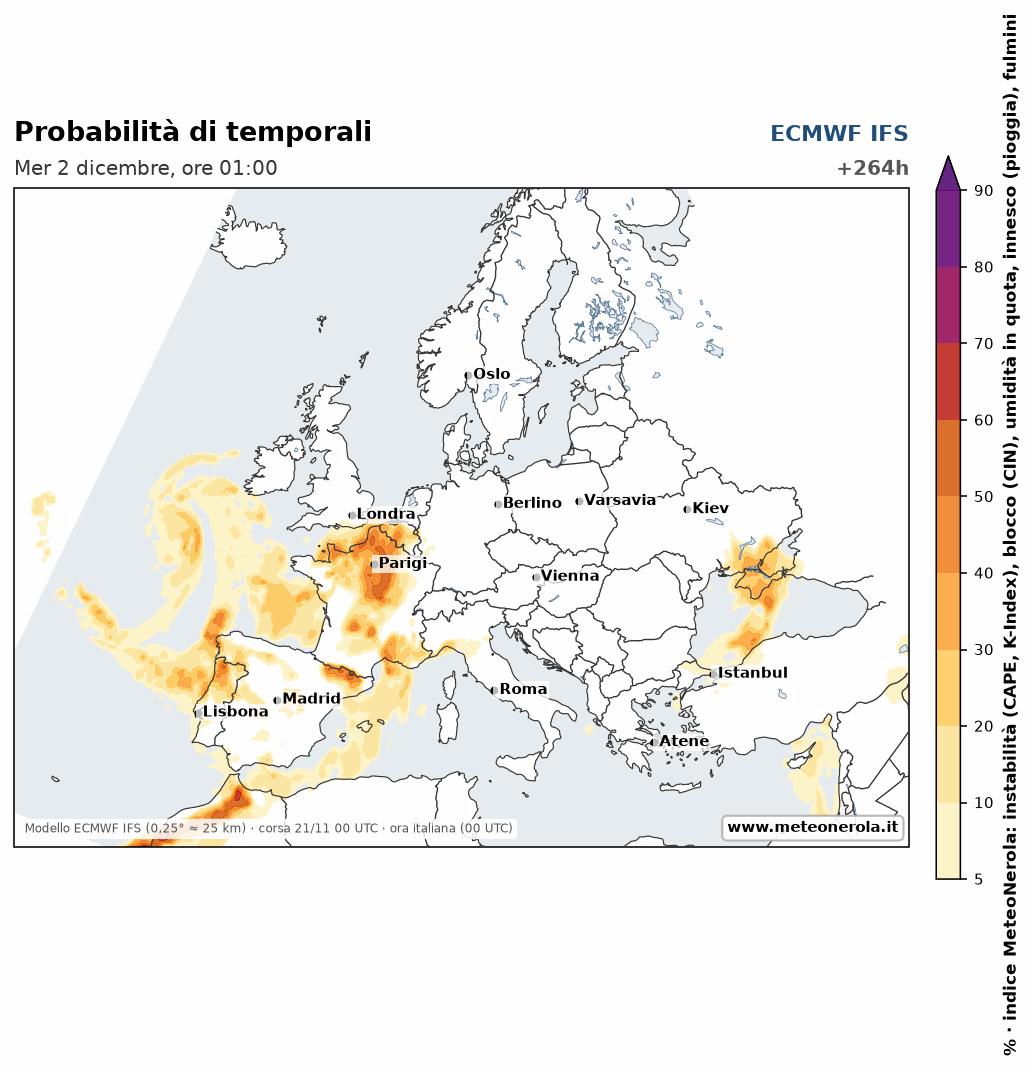 Probabilità di temporali
ECMWF IFS
Mer 2 dicembre, ore 01:00
+264h
Oslo
Londra
Berlino
Varsavia
Kiev
Parigi
Vienna
Madrid
Lisbona
Roma
Istanbul
Atene
Modello ECMWF IFS (0,25° ≈ 25 km) · corsa 21/11 00 UTC · ora italiana (00 UTC)
www.meteonerola.it
90
80
70
60
50
40
30
20
10
5
% · indice MeteoNerola: instabilità (CAPE, K-Index), blocco (CIN), umidità in quota, innesco (pioggia), fulmini